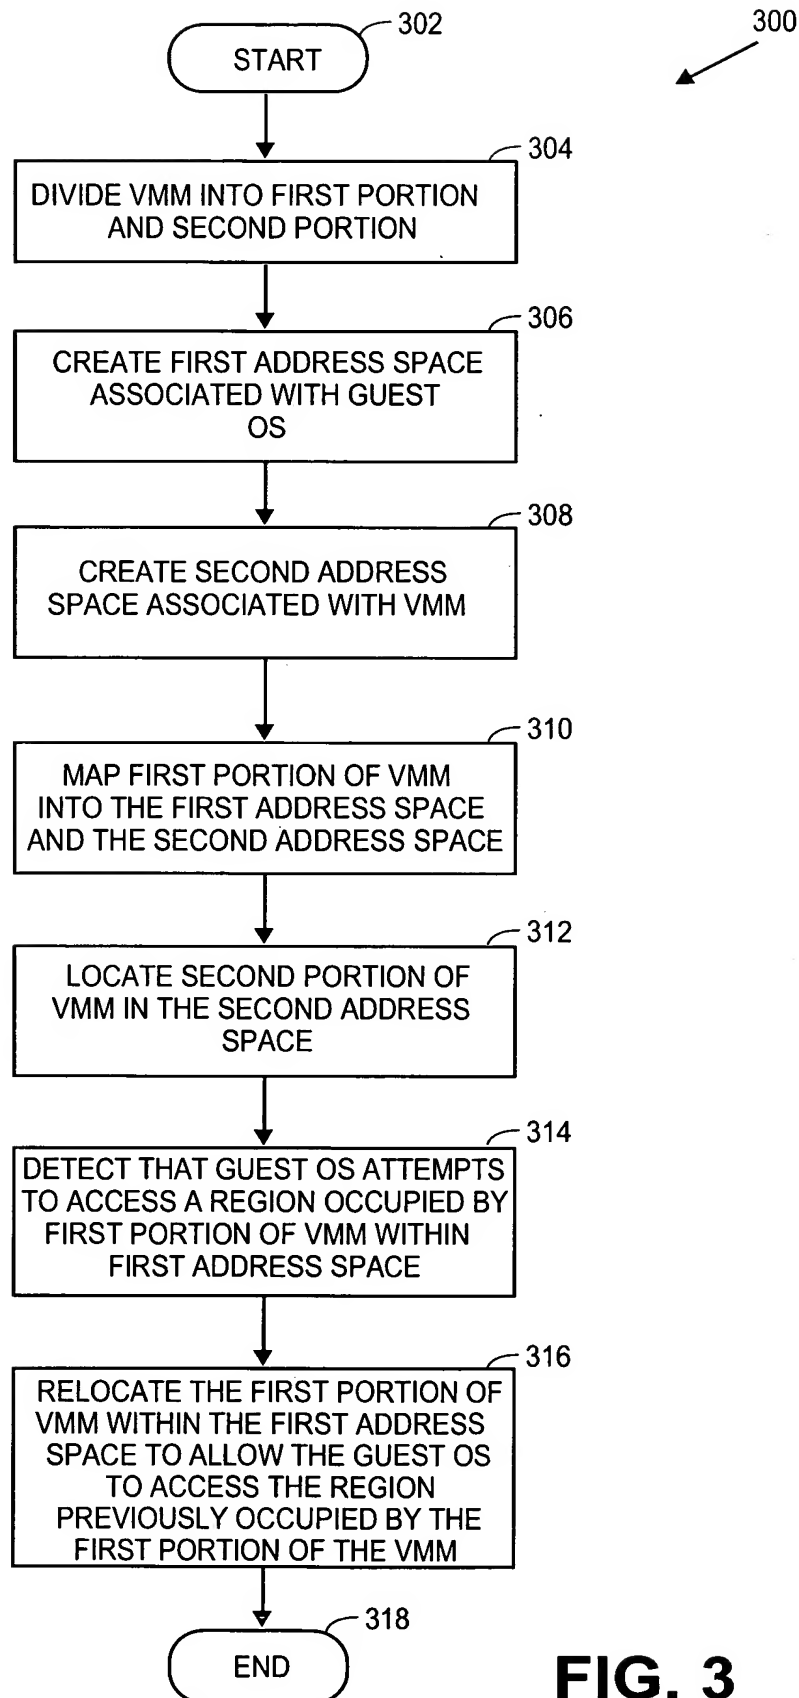 300
302
START
304
DIVIDE VMM INTO FIRST PORTION
AND SECOND PORTION
306
CREATE FIRST ADDRESS SPACE
ASSOCIATED WITH GUEST
OS
308
CREATE SECOND ADDRESS
SPACE ASSOCIATED WITH VMM
310
MAP FIRST PORTION OF VMM
INTO THE FIRST ADDRESS SPACE
AND THE SECOND ADDRESS SPACE
312
LOCATE SECOND PORTION OF
VMM IN THE SECOND ADDRESS
SPACE
314
DETECT THAT GUEST OS ATTEMPTS
TO ACCESS A REGION OCCUPIED BY
FIRST PORTION OF VMM WITHIN
FIRST ADDRESS SPACE
316
RELOCATE THE FIRST PORTION OF
VMM WITHIN THE FIRST ADDRESS
SPACE TO ALLOW THE GUEST OS
TO ACCESS THE REGION
PREVIOUSLY OCCUPIED BY THE
FIRST PORTION OF THE VMM
318
END
FIG. 3